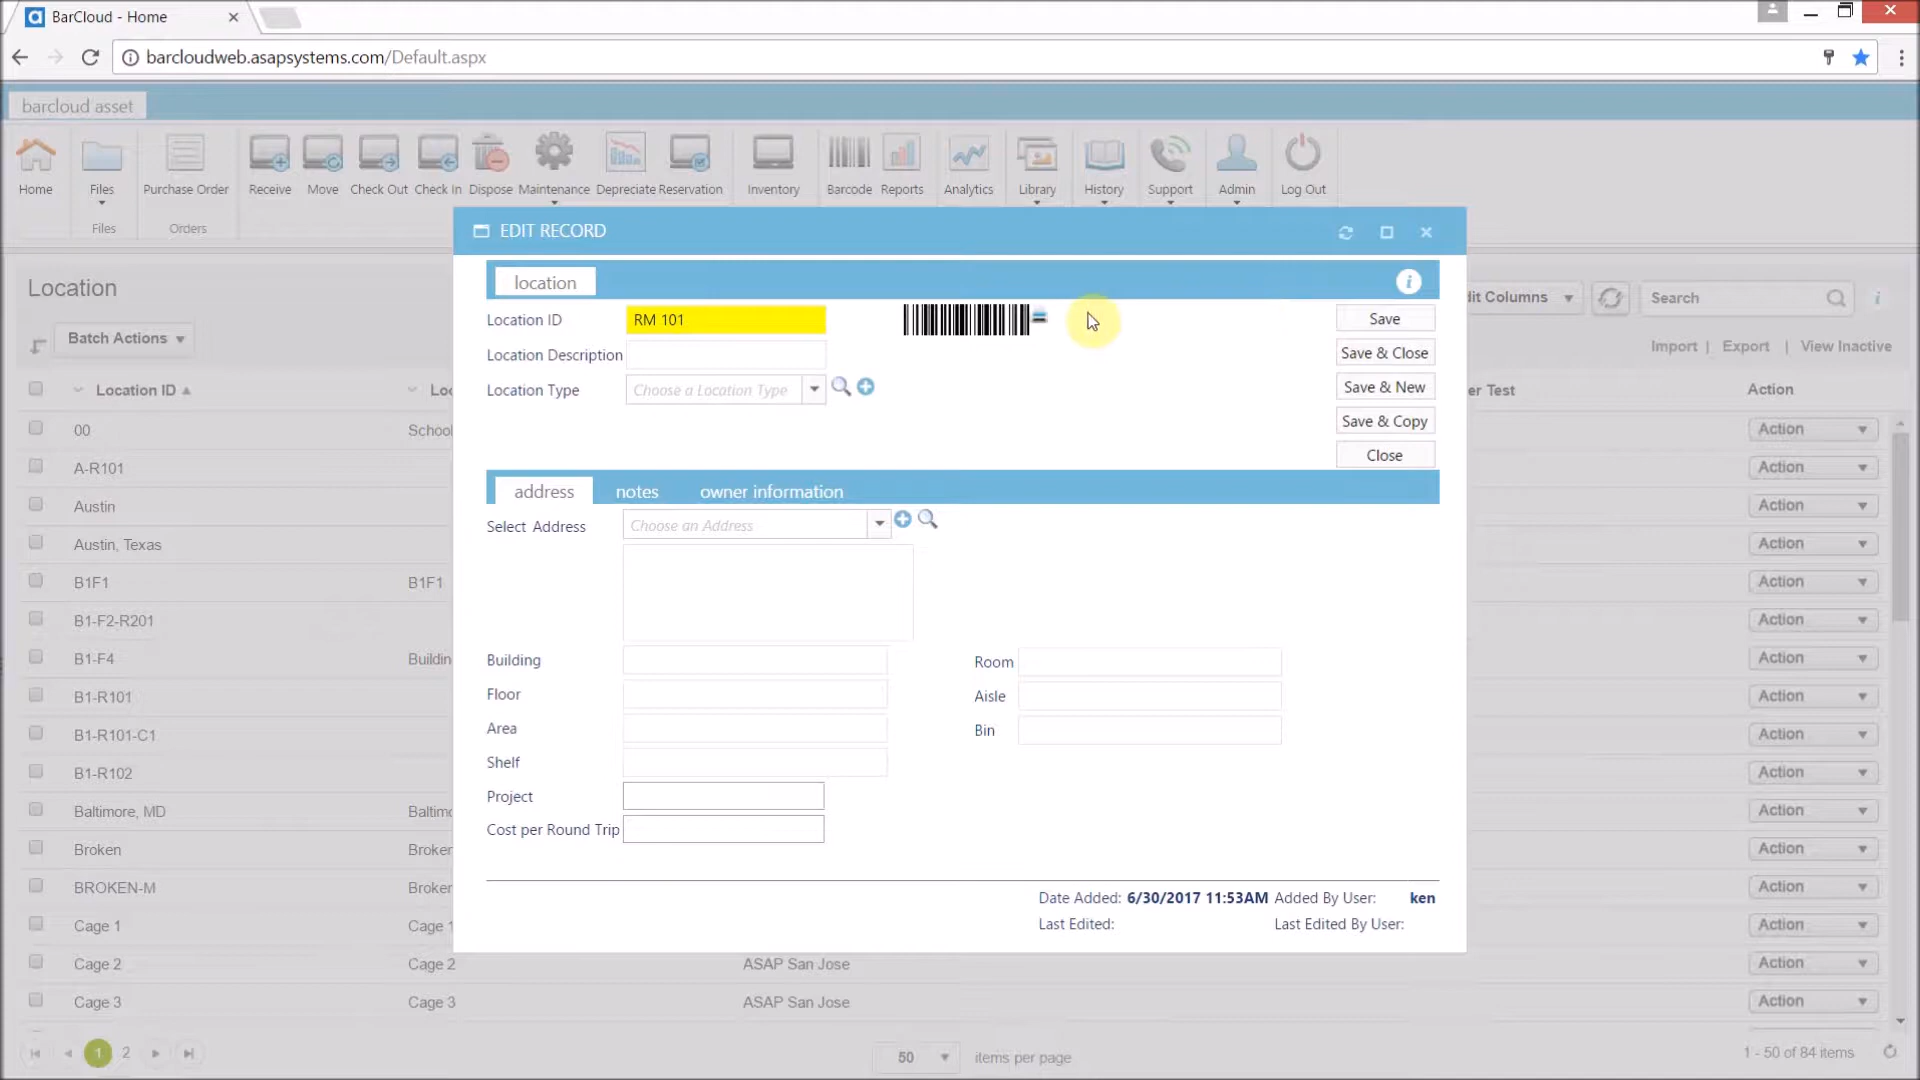 BarCloud - Home
barcloudweb.asapsystems.com/Default.aspx
barcloud asset
Home
Files
Purchase Order
Receive
Move
Check Out
Check In
Dispose
Maintenance
Depreciate
Reservation
Inventory
Barcode
Reports
Analytics
Library
History
Support
Admin
Log Out
Files
Orders
EDIT RECORD
Location
location
Location ID RM 101
Location Description
Location Type Choose a Location Type
Save
Save & Close
Save & New
Save & Copy
Close
address notes owner information
Select Address Choose an Address
Building
Floor
Area
Shelf
Project
Cost per Round Trip
Room
Aisle
Bin
Date Added: 6/30/2017 11:53AM Added By User: ken
Last Edited: Last Edited By User:
dit Columns
Search
Batch Actions
Import | Export | View Inactive
Location ID Loc er Test Action
00 School Action
A-R101 Action
Austin Action
Austin, Texas Action
B1F1 B1F1 Action
B1-F2-R201 Action
B1-F4 Buildin Action
B1-R101 Action
B1-R101-C1 Action
B1-R102 Action
Baltimore, MD Baltimo Action
Broken Broken Action
BROKEN-M Broken Action
Cage 1 Cage 1 Action
Cage 2 Cage 2 ASAP San Jose Action
Cage 3 Cage 3 ASAP San Jose Action
1 2
50 items per page
1 - 50 of 84 items